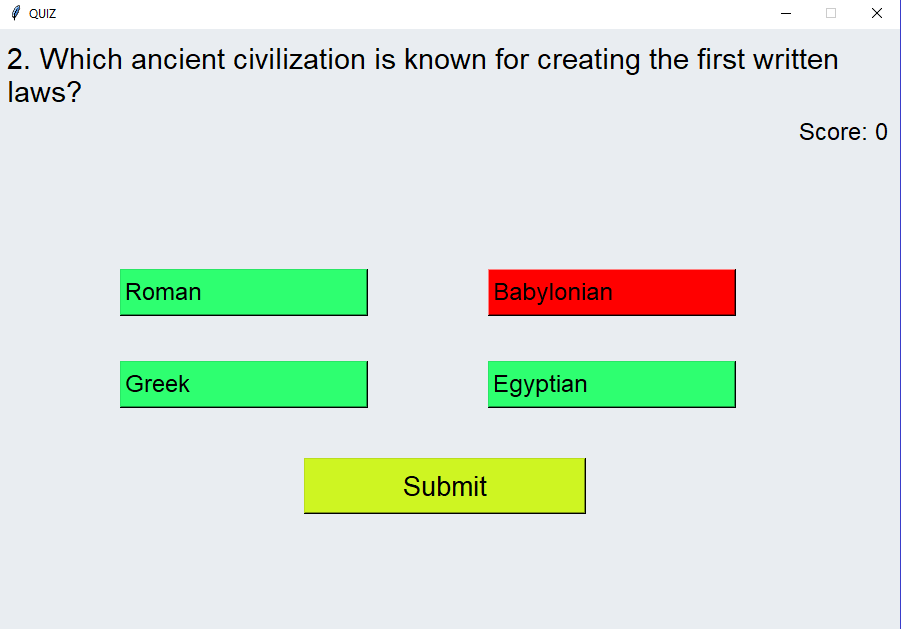 QUIZ
2. Which ancient civilization is known for creating the first written
laws?
Score: 0
Roman
Babylonian
Greek
Egyptian
Submit